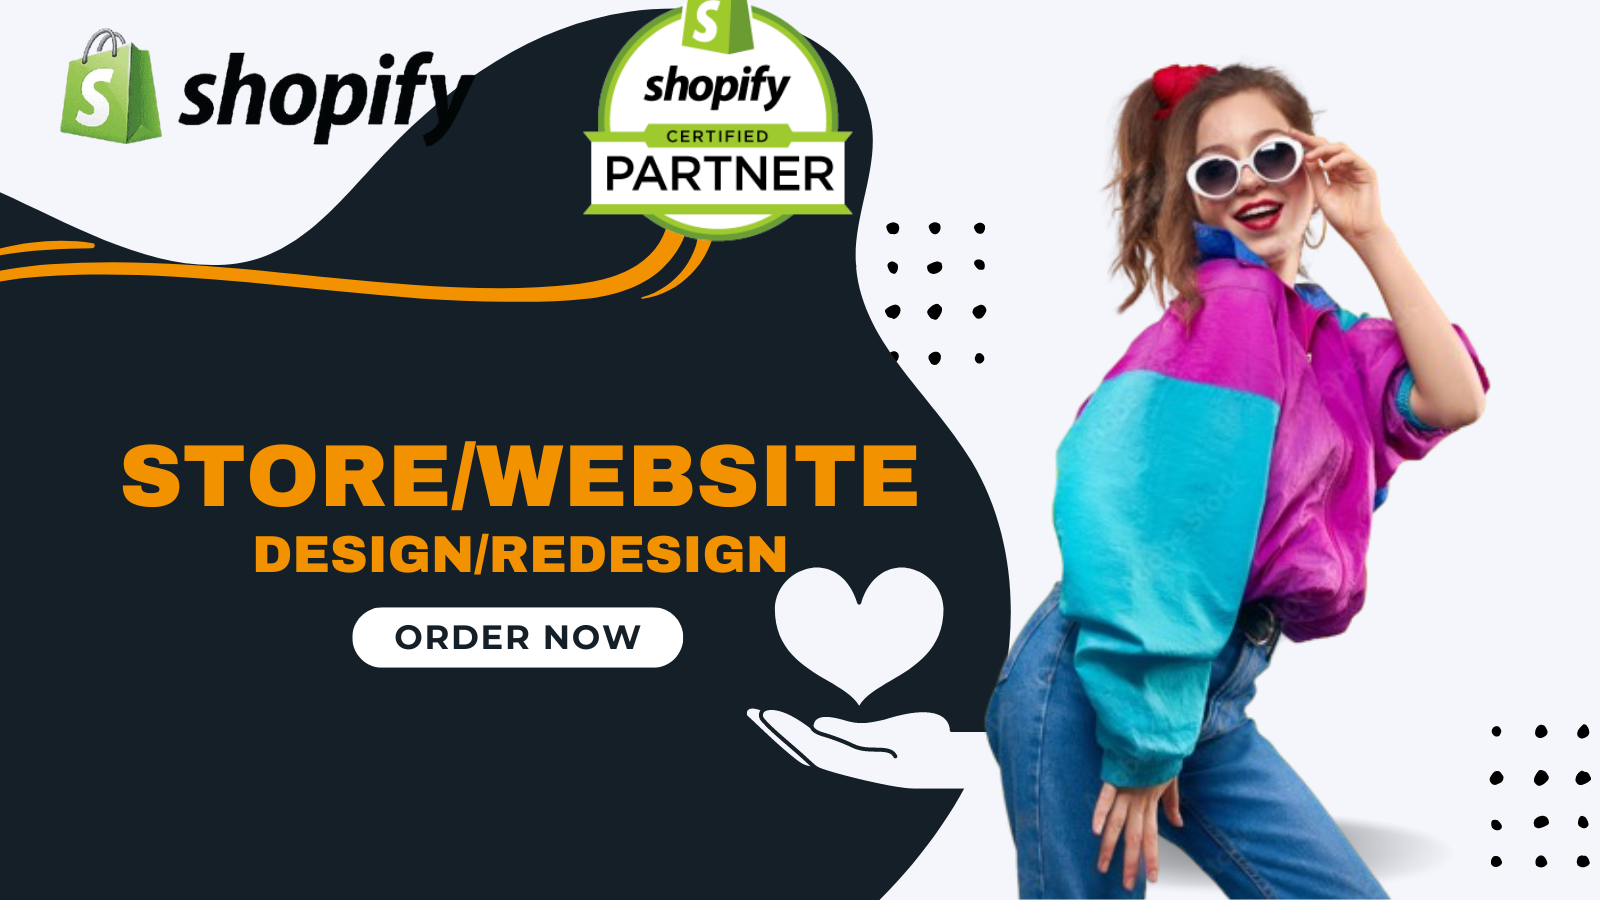 shopify
shopify
CERTIFIED
PARTNER
STORE/WEBSITE
DESIGN/REDESIGN
ORDER NOW